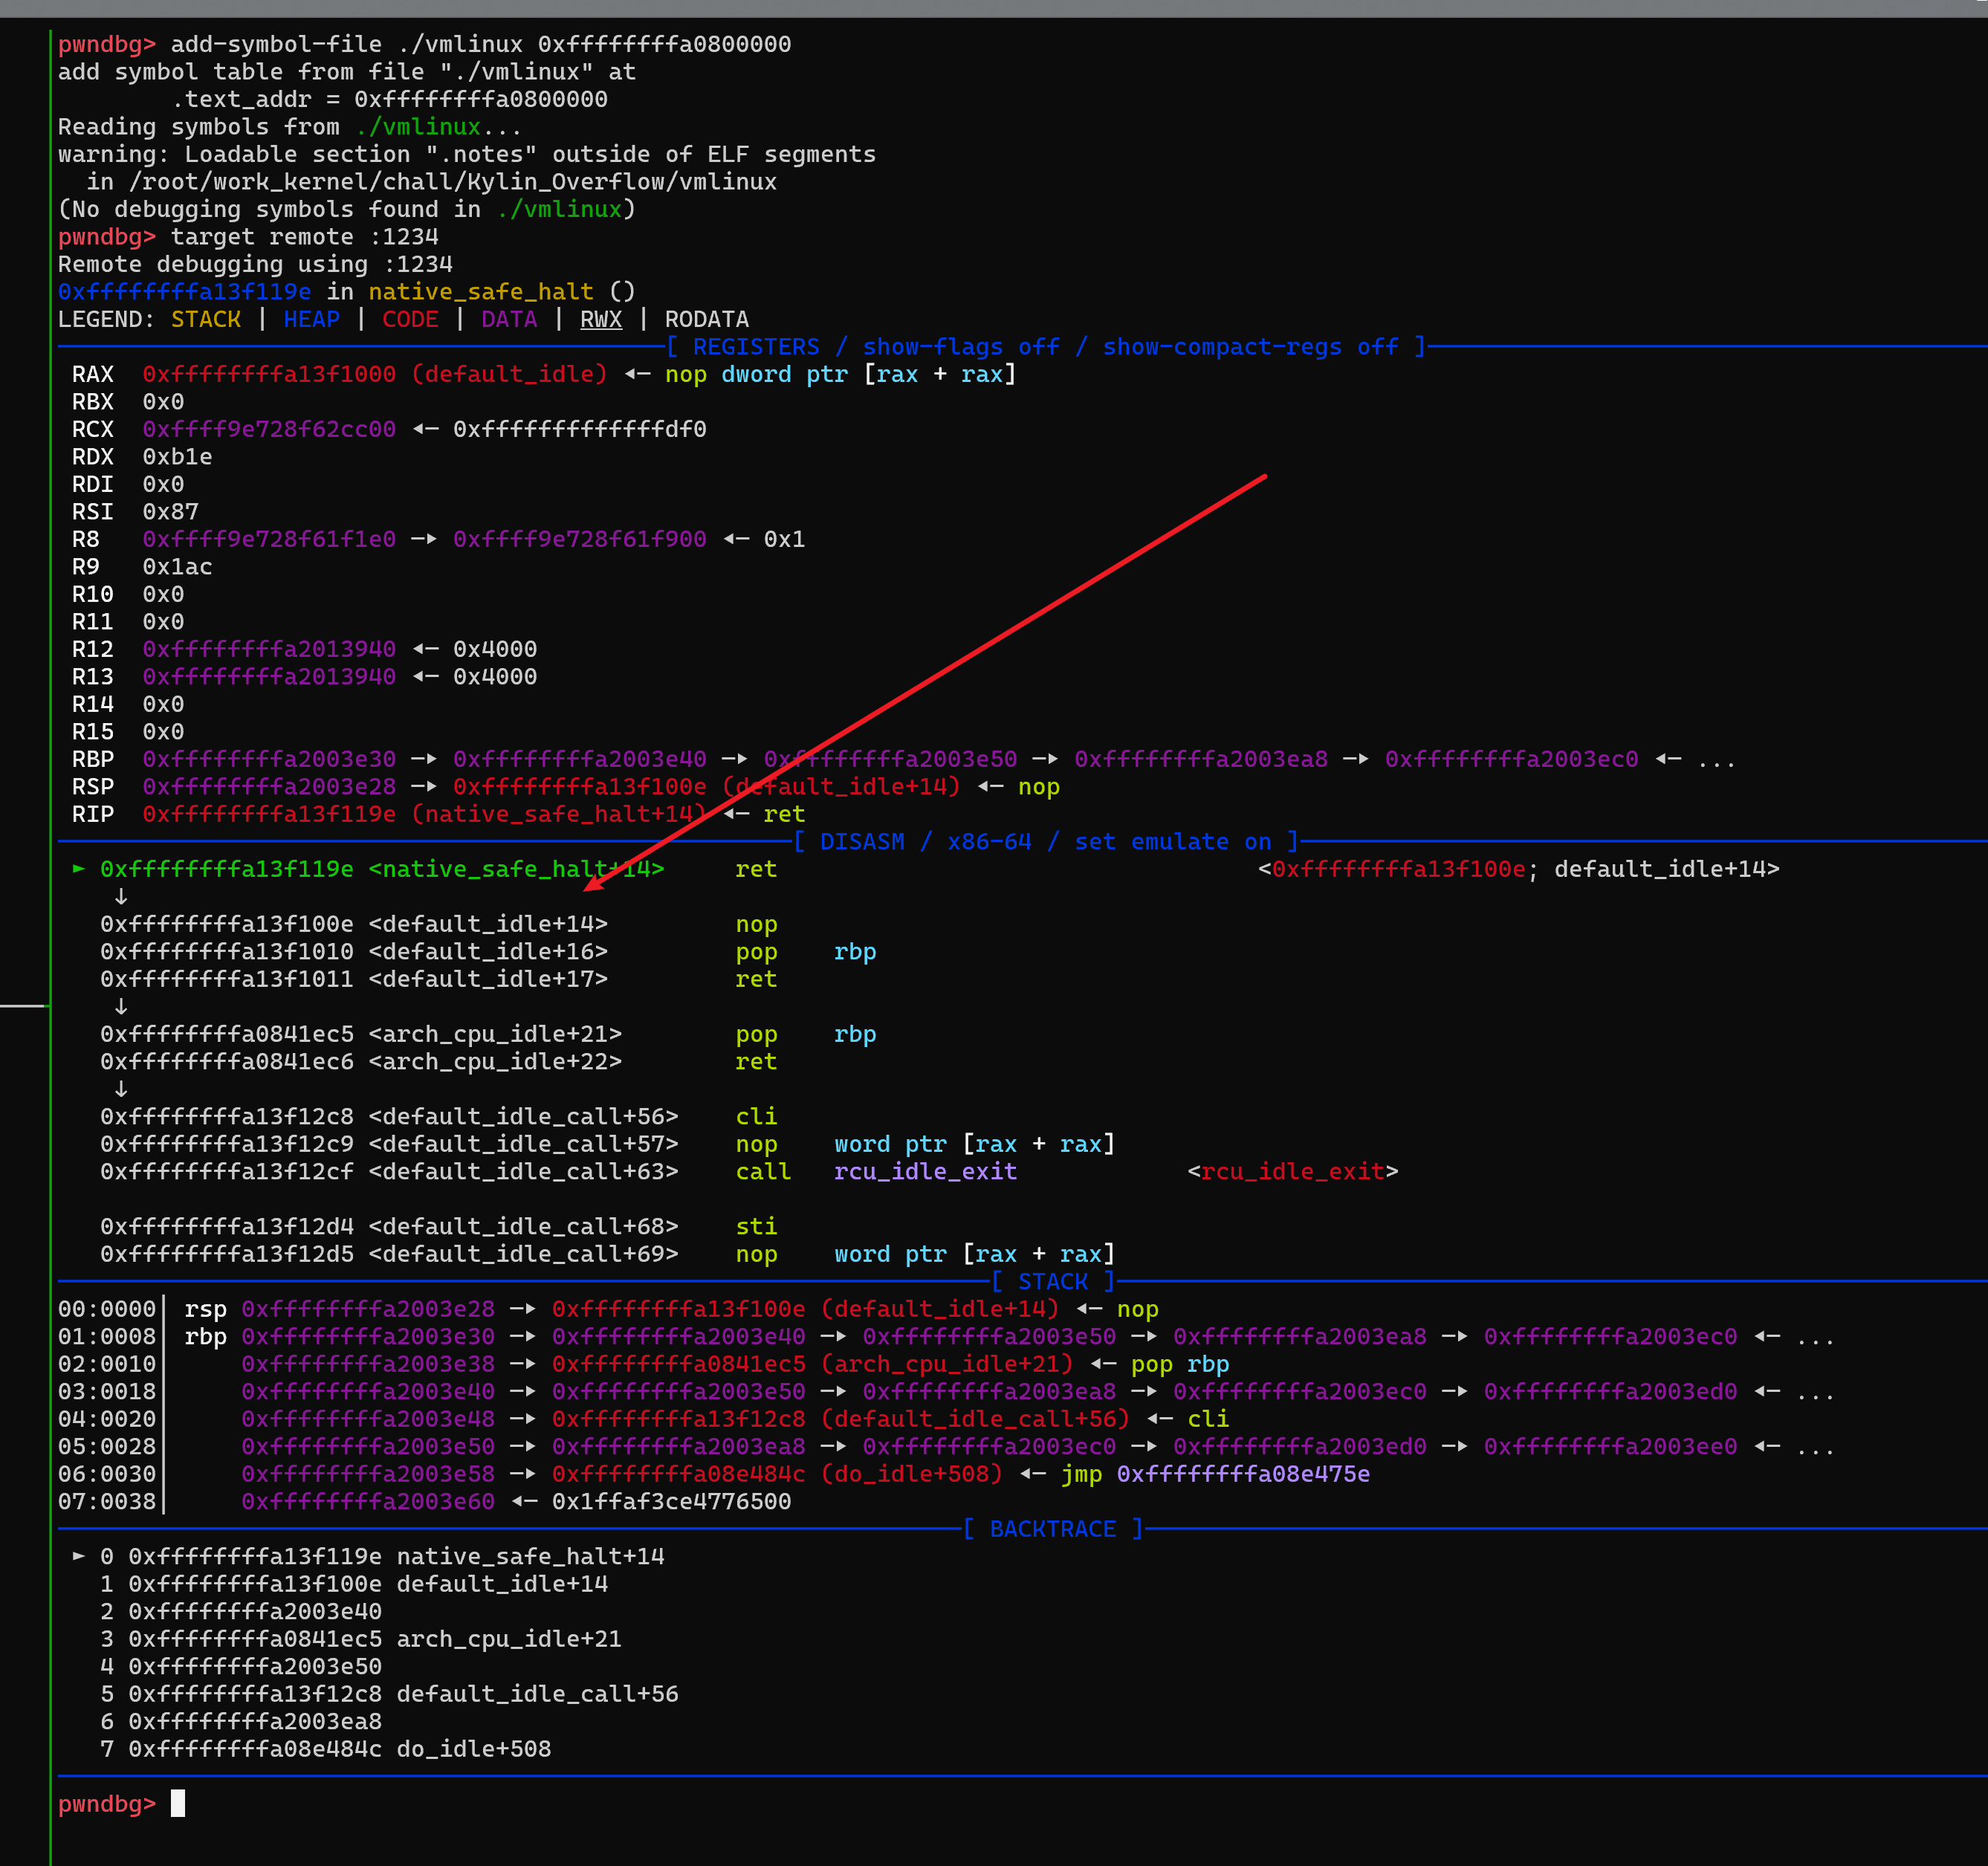 pwndbg> add-symbol-file ./vmlinux 0xffffffffa0800000
add symbol table from file "./vmlinux" at
.text_addr = 0xffffffffa0800000
Reading symbols from ./vmlinux...
warning: Loadable section ".notes" outside of ELF segments
in /root/work_kernel/chall/Kylin_Overflow/vmlinux
(No debugging symbols found in ./vmlinux)
pwndbg> target remote :1234
Remote debugging using :1234
0xffffffffa13f119e in native_safe_halt ()
LEGEND: STACK | HEAP | CODE | DATA | RWX | RODATA
[ REGISTERS / show-flags off / show-compact-regs off ]
RAX 0xffffffffa13f1000 (default_idle) ◂— nop dword ptr [rax + rax]
RBX 0x0
RCX 0xffff9e728f62cc00 ◂— 0xfffffffffffffdf0
RDX 0xb1e
RDI 0x0
RSI 0x87
R8 0xffff9e728f61f1e0 —▸ 0xffff9e728f61f900 ◂— 0x1
R9 0x1ac
R10 0x0
R11 0x0
R12 0xffffffffa2013940 ◂— 0x4000
R13 0xffffffffa2013940 ◂— 0x4000
R14 0x0
R15 0x0
RBP 0xffffffffa2003e30 —▸ 0xffffffffa2003e40 —▸ 0xffffffffa2003e50 —▸ 0xffffffffa2003ea8 —▸ 0xffffffffa2003ec0 ◂— ...
RSP 0xffffffffa2003e28 —▸ 0xffffffffa13f100e (default_idle+14) ◂— nop
RIP 0xffffffffa13f119e (native_safe_halt+14) ◂— ret
[ DISASM / x86-64 / set emulate on ]
► 0xffffffffa13f119e <native_safe_halt+14> ret <0xffffffffa13f100e; default_idle+14>
↓
0xffffffffa13f100e <default_idle+14> nop
0xffffffffa13f1010 <default_idle+16> pop rbp
0xffffffffa13f1011 <default_idle+17> ret
↓
0xffffffffa0841ec5 <arch_cpu_idle+21> pop rbp
0xffffffffa0841ec6 <arch_cpu_idle+22> ret
↓
0xffffffffa13f12c8 <default_idle_call+56> cli
0xffffffffa13f12c9 <default_idle_call+57> nop word ptr [rax + rax]
0xffffffffa13f12cf <default_idle_call+63> call rcu_idle_exit <rcu_idle_exit>
0xffffffffa13f12d4 <default_idle_call+68> sti
0xffffffffa13f12d5 <default_idle_call+69> nop word ptr [rax + rax]
[ STACK ]
00:0000│ rsp 0xffffffffa2003e28 —▸ 0xffffffffa13f100e (default_idle+14) ◂— nop
01:0008│ rbp 0xffffffffa2003e30 —▸ 0xffffffffa2003e40 —▸ 0xffffffffa2003e50 —▸ 0xffffffffa2003ea8 —▸ 0xffffffffa2003ec0 ◂— ...
02:0010│ 0xffffffffa2003e38 —▸ 0xffffffffa0841ec5 (arch_cpu_idle+21) ◂— pop rbp
03:0018│ 0xffffffffa2003e40 —▸ 0xffffffffa2003e50 —▸ 0xffffffffa2003ea8 —▸ 0xffffffffa2003ec0 —▸ 0xffffffffa2003ed0 ◂— ...
04:0020│ 0xffffffffa2003e48 —▸ 0xffffffffa13f12c8 (default_idle_call+56) ◂— cli
05:0028│ 0xffffffffa2003e50 —▸ 0xffffffffa2003ea8 —▸ 0xffffffffa2003ec0 —▸ 0xffffffffa2003ed0 —▸ 0xffffffffa2003ee0 ◂— ...
06:0030│ 0xffffffffa2003e58 —▸ 0xffffffffa08e484c (do_idle+508) ◂— jmp 0xffffffffa08e475e
07:0038│ 0xffffffffa2003e60 ◂— 0x1ffaf3ce4776500
[ BACKTRACE ]
► 0 0xffffffffa13f119e native_safe_halt+14
1 0xffffffffa13f100e default_idle+14
2 0xffffffffa2003e40
3 0xffffffffa0841ec5 arch_cpu_idle+21
4 0xffffffffa2003e50
5 0xffffffffa13f12c8 default_idle_call+56
6 0xffffffffa2003ea8
7 0xffffffffa08e484c do_idle+508
pwndbg>